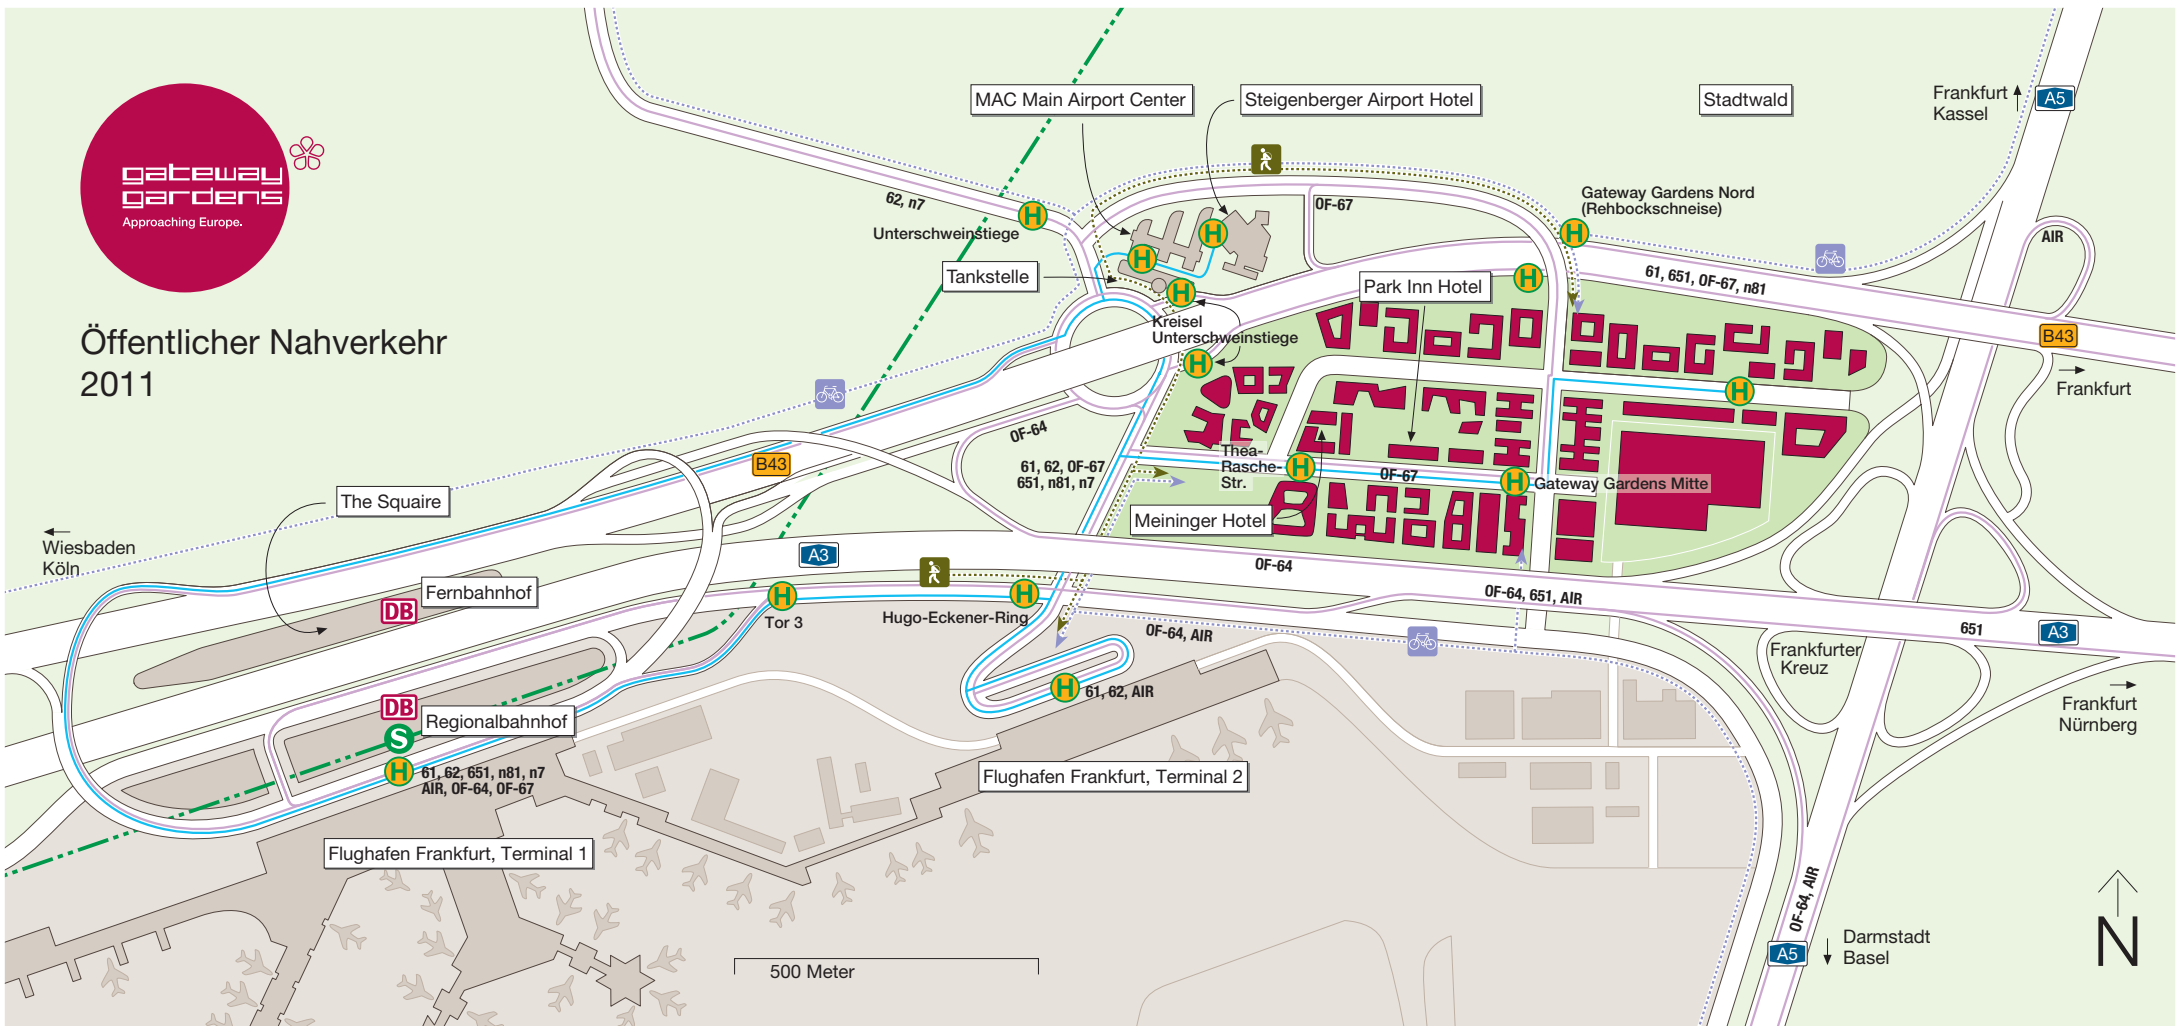 gateway
gardens
Approaching Europe.
Öffentlicher Nahverkehr
2011
MAC Main Airport Center
Steigenberger Airport Hotel
Stadtwald
Frankfurt
Kassel
A5
62, n7
Unterschweinstiege
H
H
H
H
OF-67
Gateway Gardens Nord
(Rehbockschneise)
H
H
AIR
61, 651, OF-67, n81
Tankstelle
Park Inn Hotel
Kreisel
Unterschweinstiege
H
B43
Frankfurt
H
OF-64
B43
61, 62, OF-67
651, n81, n7
Thea-
Rasche-
Str.
H
OF-67
H
Gateway Gardens Mitte
The Squaire
Meininger Hotel
Wiesbaden
Köln
A3
OF-64
OF-64, 651, AIR
DB
Fernbahnhof
H
Tor 3
H
Hugo-Eckener-Ring
OF-64, AIR
651
A3
Frankfurter
Kreuz
H
61, 62, AIR
DB
Regionalbahnhof
S
H
61, 62, 651, n81, n7
AIR, OF-64, OF-67
Frankfurt
Nürnberg
Flughafen Frankfurt, Terminal 2
Flughafen Frankfurt, Terminal 1
OF-64, AIR
A5
Darmstadt
Basel
500 Meter
N